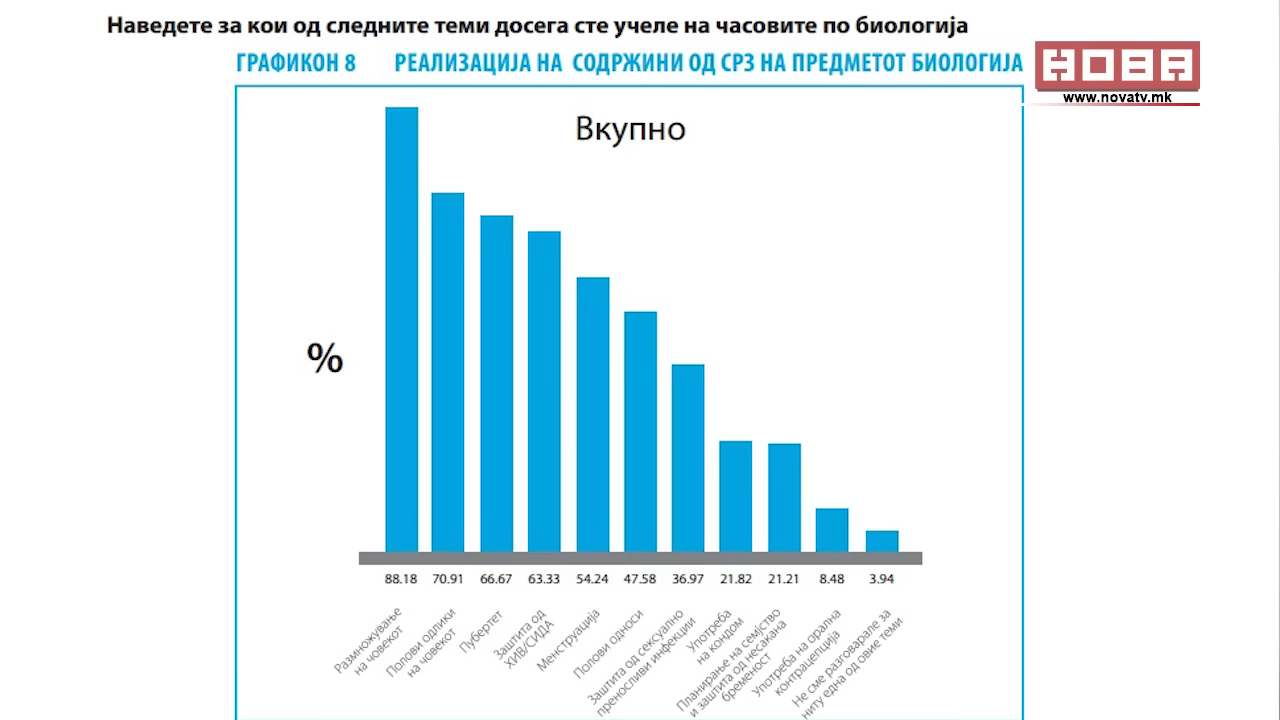 Наведете за кои од следните теми досега сте учеле на часовите по биологија
ГРАФИКОН 8 РЕАЛИЗАЦИЈА НА СОДРЖИНИ ОД СРЗ НА ПРЕДМЕТОТ БИОЛОГИЈА
НОВА
www.novatv.mk
Вкупно
%
88.18 70.91 66.67 63.33 54.24 47.58 36.97 21.82 21.21 8.48 3.94
Размножување
на човекот
Полови одлики
на човекот
Пубертет
Заштита од
ХИВ/СИДА
Менструација
Полови односи
Заштита од сексуално
преносливи инфекции
Употреба
на кондом
Планирање на семејство
и заштита од несакана
бременост
Употреба на орална
контрацепција
Не сме разговарале за
ниту една од овие теми